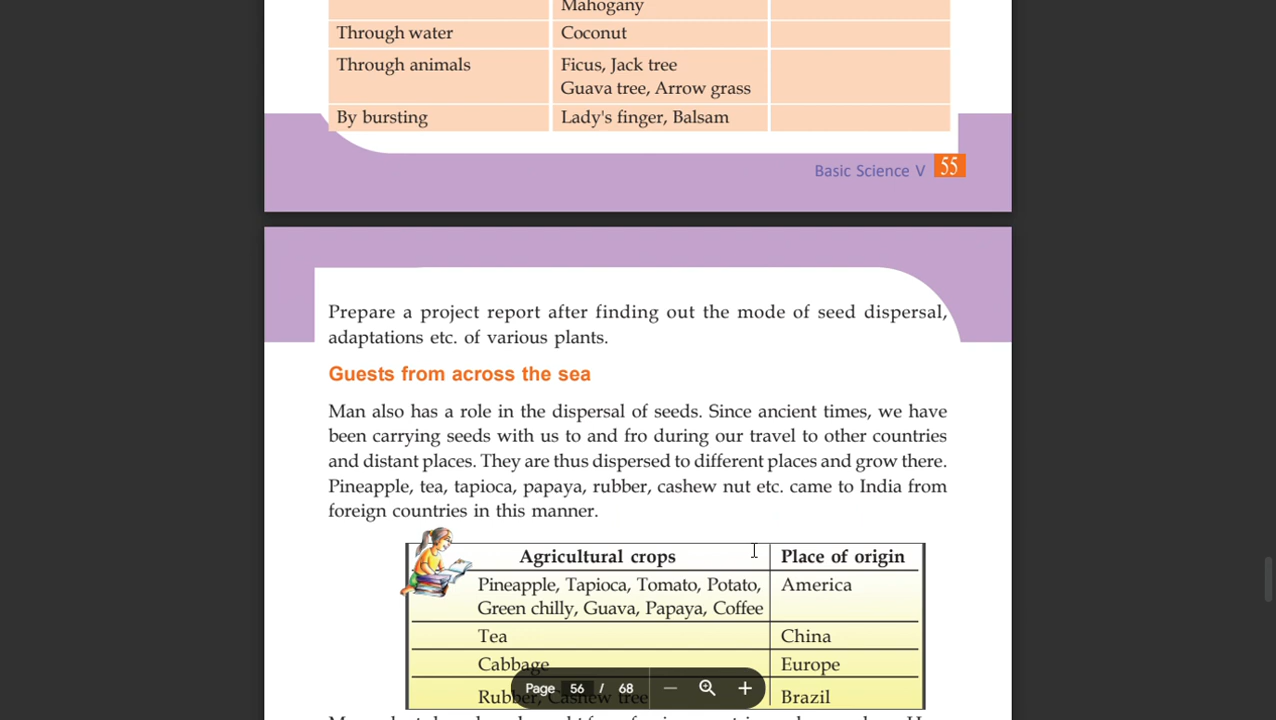 Mahogany
Through water Coconut
Through animals Ficus, Jack tree
Guava tree, Arrow grass
By bursting Lady's finger, Balsam
Basic Science V 55
Prepare a project report after finding out the mode of seed dispersal,
adaptations etc. of various plants.
Guests from across the sea
Man also has a role in the dispersal of seeds. Since ancient times, we have
been carrying seeds with us to and fro during our travel to other countries
and distant places. They are thus dispersed to different places and grow there.
Pineapple, tea, tapioca, papaya, rubber, cashew nut etc. came to India from
foreign countries in this manner.
Agricultural crops Place of origin
Pineapple, Tapioca, Tomato, Potato, America
Green chilly, Guava, Papaya, Coffee
Tea China
Cabbage Europe
Page 56 / 68
Rubber, Cashew tree Brazil